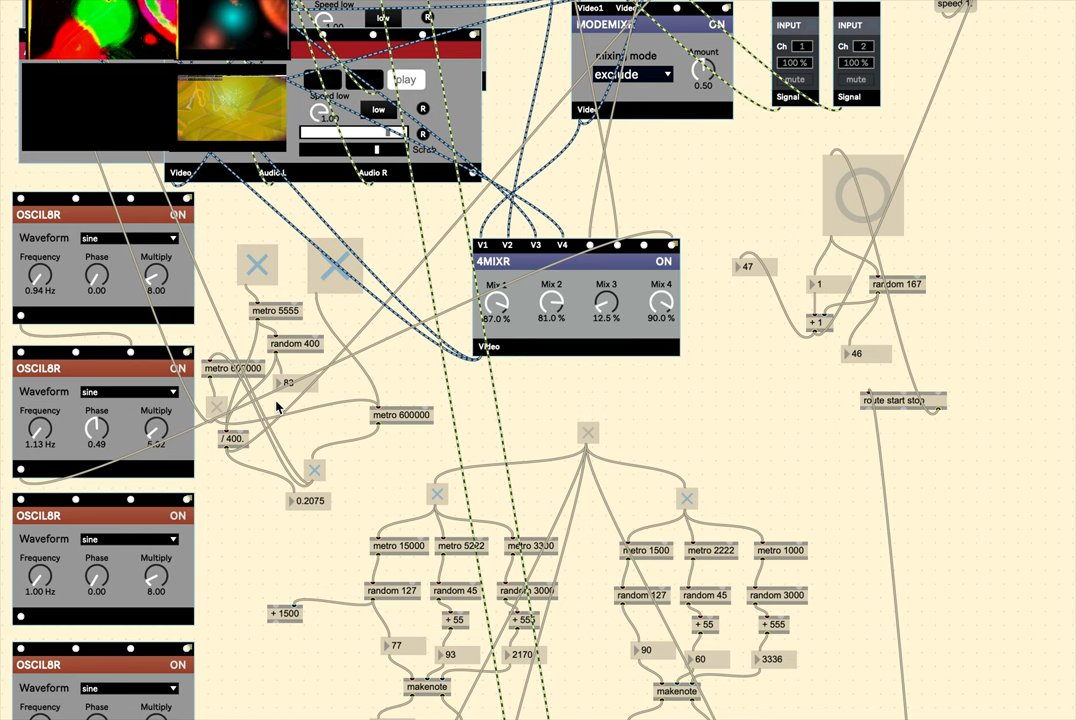 Video1 Video
MODEMIXR ON
mixing mode
exclude
Amount
0.50
Video
INPUT
Ch 1
100 %
mute
Signal
INPUT
Ch 2
100 %
mute
Signal
speed 1.
1.00
low
R
play
Speed low
1.00
low
R
R
Video
Audio L
Audio R
OSCIL8R ON
Waveform sine
Frequency Phase Multiply
0.94 Hz 0.00 8.00
OSCIL8R ON
Waveform sine
Frequency Phase Multiply
1.13 Hz 0.49
OSCIL8R ON
Waveform sine
Frequency Phase Multiply
1.00 Hz 0.00 8.00
OSCIL8R ON
Waveform sine
Frequency Phase Multiply
metro 5555
random 400
metro 600000
83
/ 400.
0.2075
metro 600000
V1 V2 V3 V4
4MIXR ON
Mix 1 Mix 2 Mix 3 Mix 4
87.0 % 81.0 % 12.5 % 90.0 %
Video
47
1
random 167
+ 1
46
route start stop
metro 15000 metro 5222 metro 3300
random 127 random 45 random 3000
+ 1500
+ 55 + 555
77
93
2170
makenote
metro 1500 metro 2222 metro 1000
random 127 random 45 random 3000
+ 55 + 555
90
60
3336
makenote